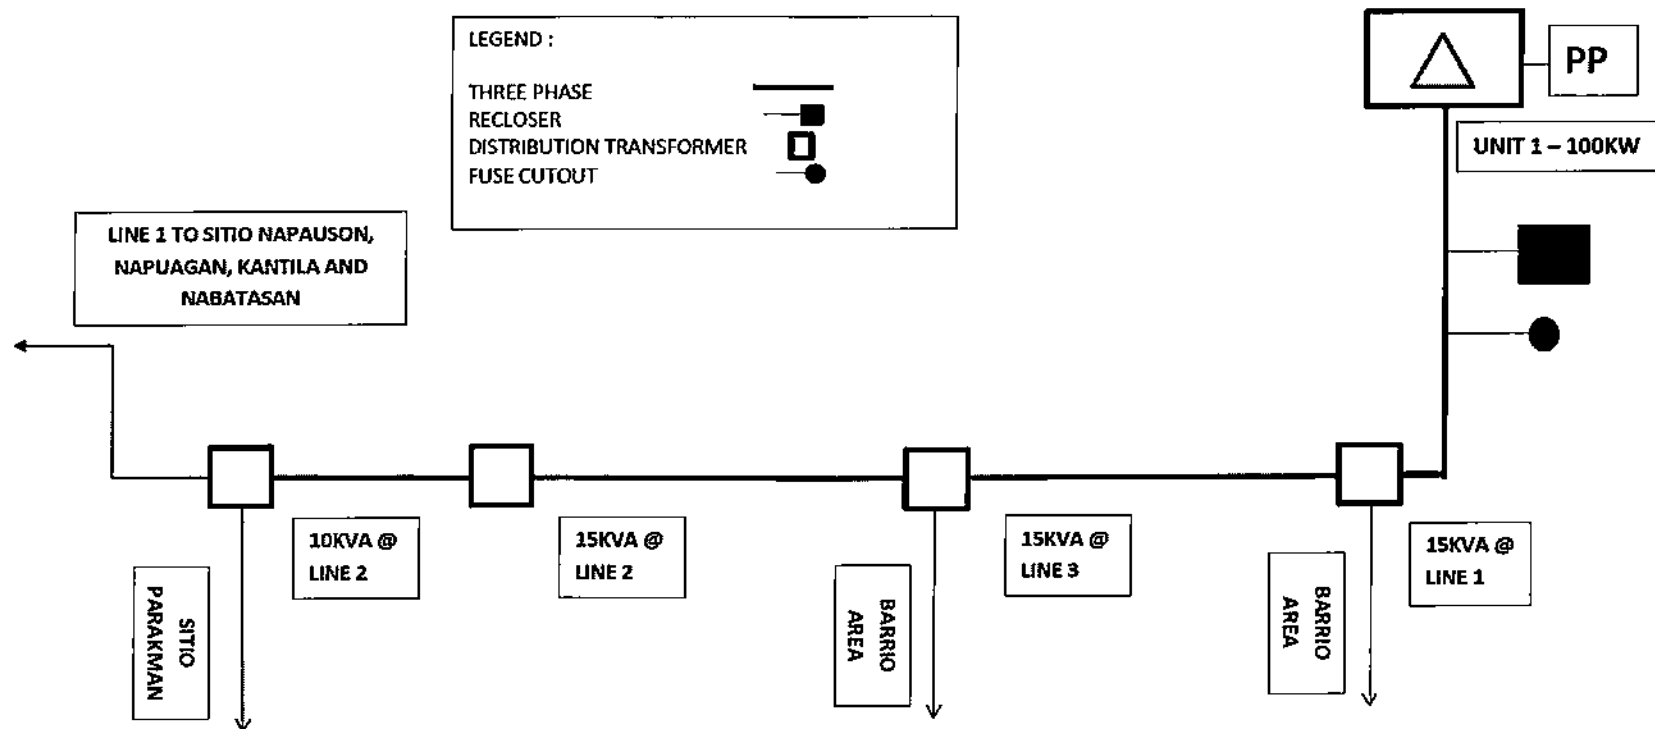 LEGEND :
THREE PHASE
RECLOSER
DISTRIBUTION TRANSFORMER
FUSE CUTOUT
PP
UNIT 1 – 100KW
LINE 1 TO SITIO NAPAUSON,
NAPUAGAN, KANTILA AND
NABATASAN
10KVA @
LINE 2
15KVA @
LINE 2
15KVA @
LINE 3
15KVA @
LINE 1
SITIO
PARAKMAN
BARRIO
AREA
BARRIO
AREA